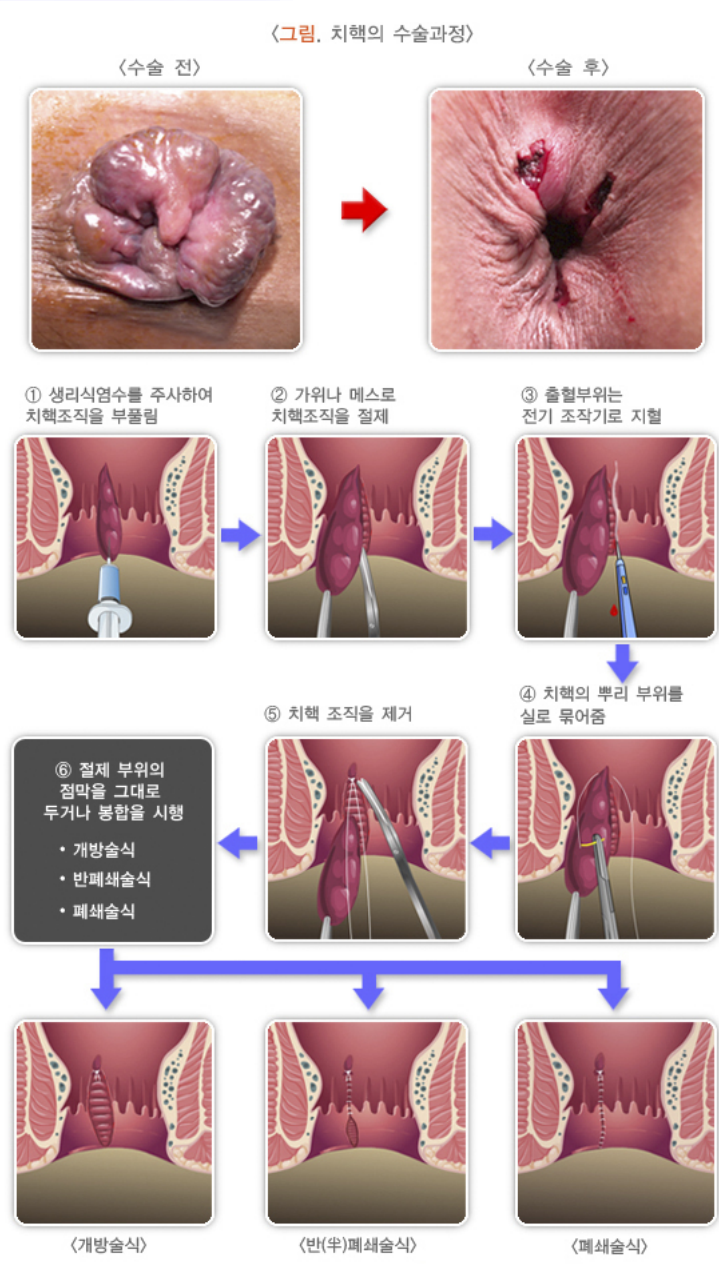 〈그림. 치핵의 수술과정〉
〈수술 전〉
〈수술 후〉
① 생리식염수를 주사하여
치핵조직을 부풀림
② 가위나 메스로
치핵조직을 절제
③ 출혈부위는
전기 조작기로 지혈
④ 치핵의 뿌리 부위를
실로 묶어줌
⑤ 치핵 조직을 제거
⑥ 절제 부위의
점막을 그대로
두거나 봉합을 시행
• 개방술식
• 반폐쇄술식
• 폐쇄술식
〈개방술식〉
〈반(半)폐쇄술식〉
〈폐쇄술식〉